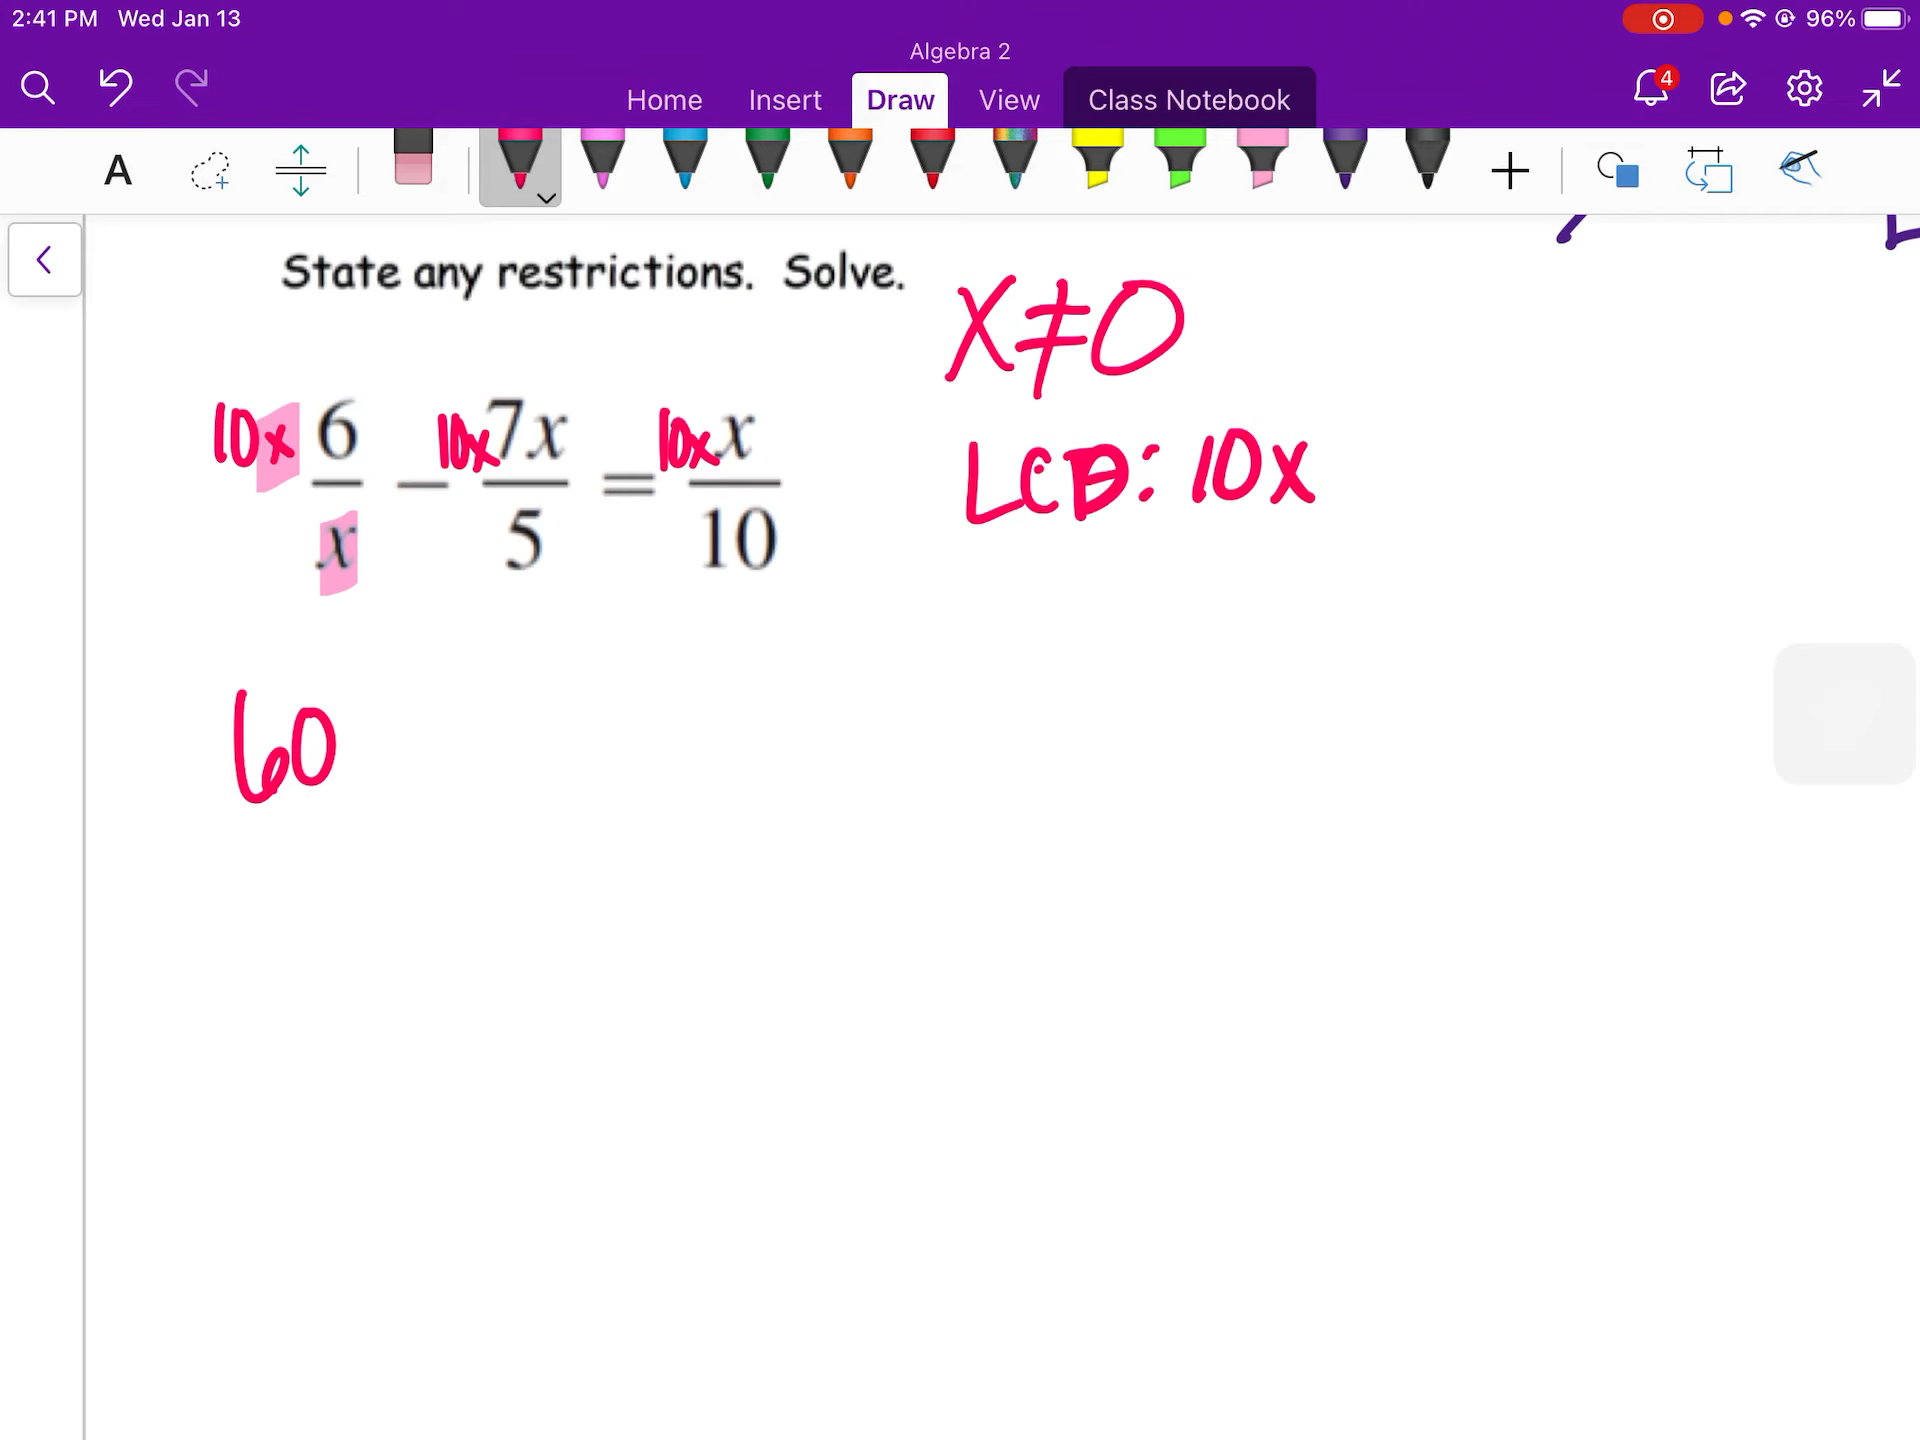 2:41 PM Wed Jan 13
96%
Algebra 2
Home Insert Draw View Class Notebook
4
A
State any restrictions. Solve.
X≠0
10x 6/x − 10x 7x/5 = 10x x/10
LCD: 10x
60